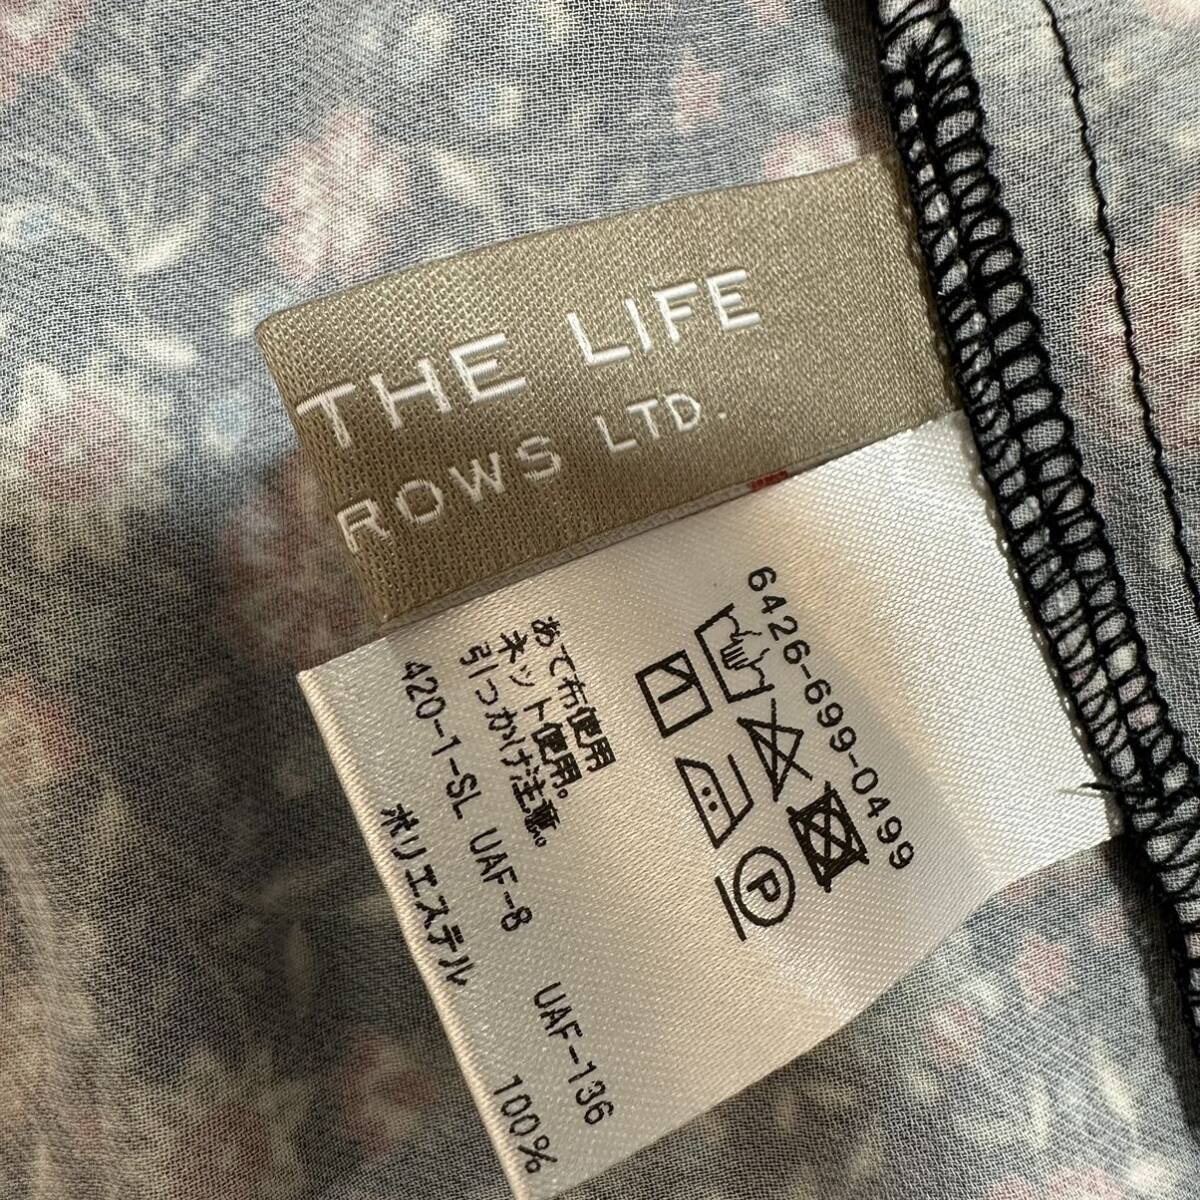 THE LIFE
ROWS LTD.
6426-699-0499
P
あて布使用
ネット使用。
引っかけ注意。
420-1-SL UAF-8 UAF-136
ポリエステル 100%